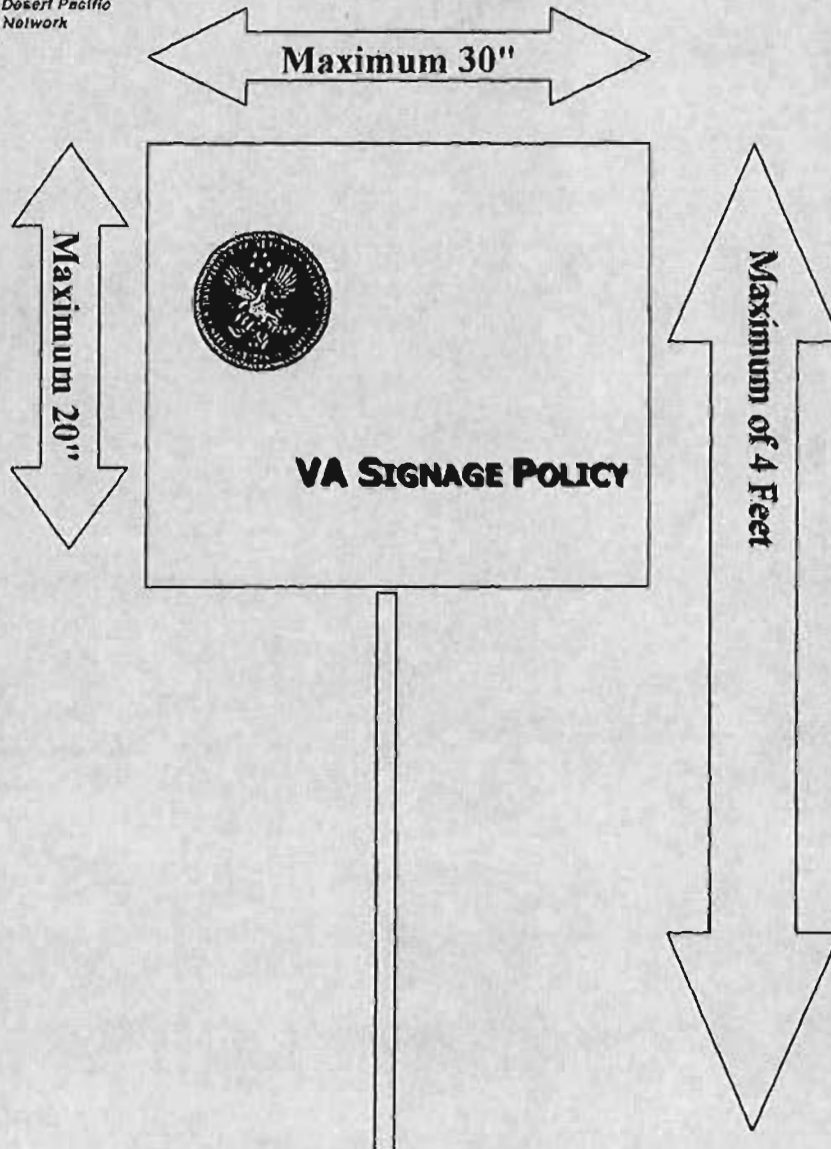 Desert Pacific
Network
Maximum 30"
Maximum 20"
Maximum of 4 Feet
VA SIGNAGE POLICY